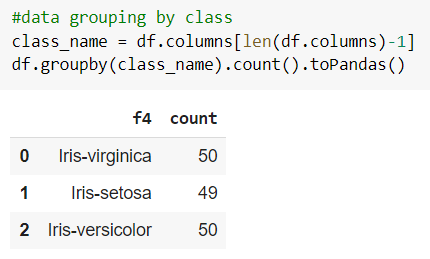 #data grouping by class
class_name = df.columns[len(df.columns)-1]
df.groupby(class_name).count().toPandas()
f4 count
0 Iris-virginica 50
1 Iris-setosa 49
2 Iris-versicolor 50